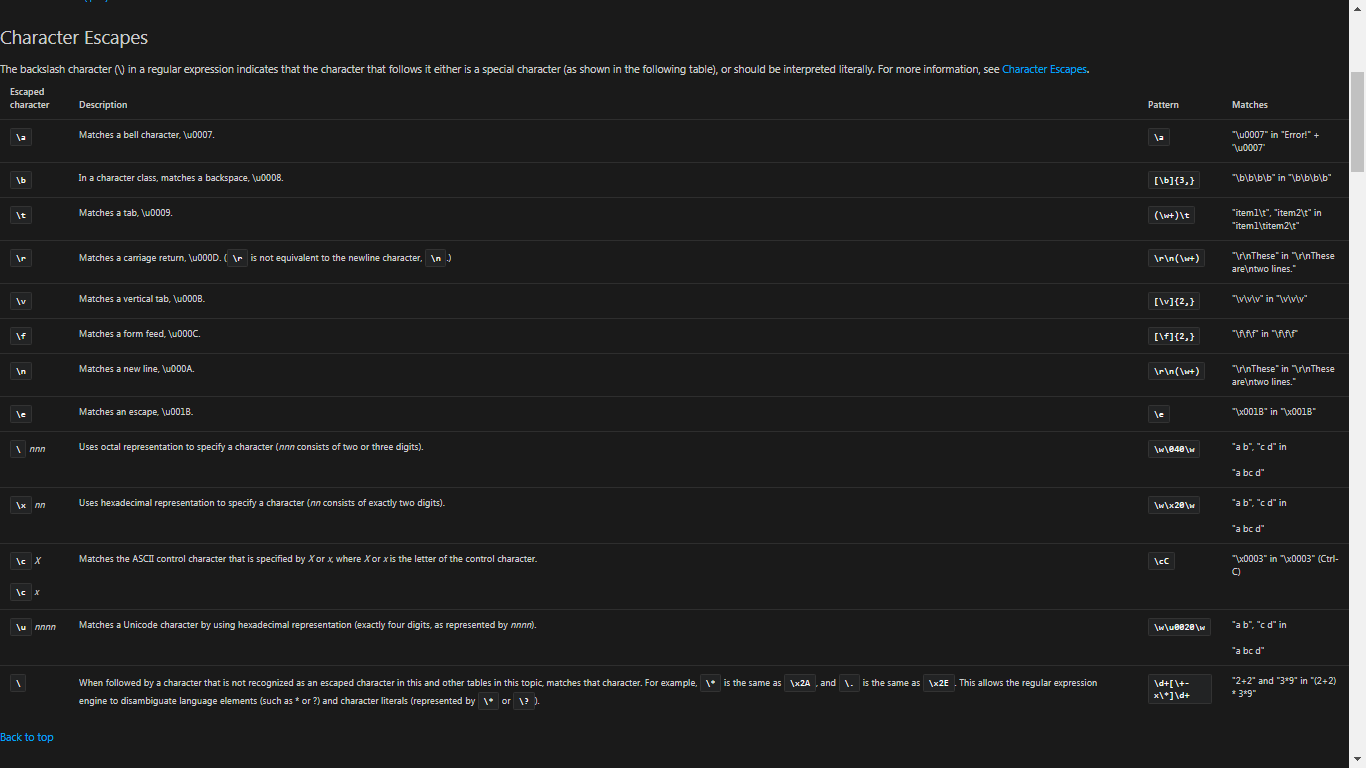 Character Escapes
The backslash character (\) in a regular expression indicates that the character that follows it either is a special character (as shown in the following table), or should be interpreted literally. For more information, see Character Escapes.
Escaped
character Description Pattern Matches
\a Matches a bell character, \u0007. \a "\u0007" in "Error!" +
'\u0007'
\b In a character class, matches a backspace, \u0008. [\b]{3,} "\b\b\b\b" in "\b\b\b\b"
\t Matches a tab, \u0009. (\w+)\t "item1\t", "item2\t" in
"item1\titem2\t"
\r Matches a carriage return, \u000D. ( \r is not equivalent to the newline character, \n .) \r\n(\w+) "\r\nThese" in "\r\nThese
are\ntwo lines."
\v Matches a vertical tab, \u000B. [\v]{2,} "\v\v\v" in "\v\v\v"
\f Matches a form feed, \u000C. [\f]{2,} "\f\f\f" in "\f\f\f"
\n Matches a new line, \u000A. \r\n(\w+) "\r\nThese" in "\r\nThese
are\ntwo lines."
\e Matches an escape, \u001B. \e "\x001B" in "\x001B"
\ nnn Uses octal representation to specify a character (nnn consists of two or three digits). \w\040\w "a b", "c d" in
"a bc d"
\x nn Uses hexadecimal representation to specify a character (nn consists of exactly two digits). \w\x20\w "a b", "c d" in
"a bc d"
\c X Matches the ASCII control character that is specified by X or x, where X or x is the letter of the control character. \cC "\x0003" in "\x0003" (Ctrl-
C)
\c x
\u nnnn Matches a Unicode character by using hexadecimal representation (exactly four digits, as represented by nnnn). \w\u0020\w "a b", "c d" in
"a bc d"
\ When followed by a character that is not recognized as an escaped character in this and other tables in this topic, matches that character. For example, \* is the same as \x2A , and \. is the same as \x2E . This allows the regular expression \d+[\+- "2+2" and "3*9" in "(2+2)
engine to disambiguate language elements (such as * or ?) and character literals (represented by \* or \? ). x\*]\d+ * 3*9"
Back to top